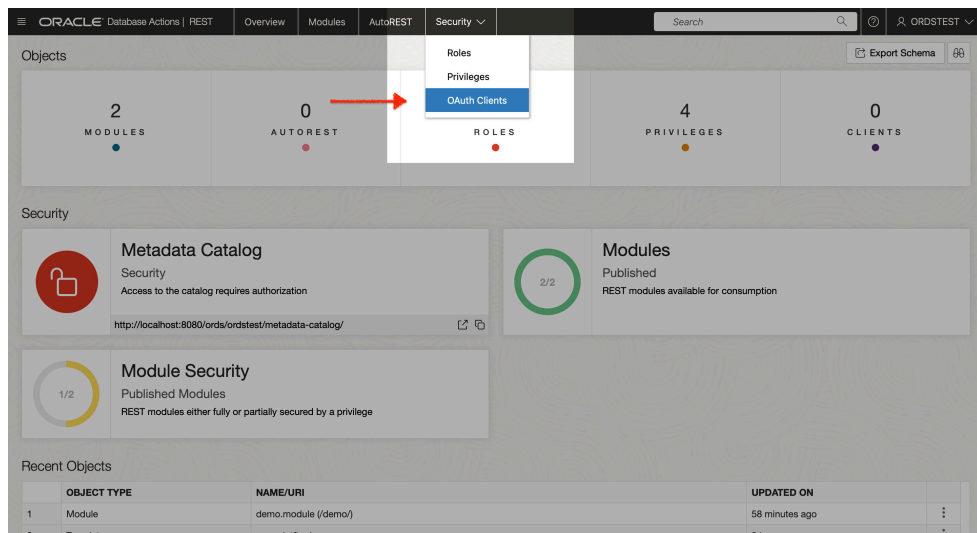 ORACLE Database Actions | REST Overview Modules AutoREST Security Search ORDSTEST
Roles
Privileges
OAuth Clients
Objects Export Schema
2
MODULES
0
AUTOREST
ROLES
4
PRIVILEGES
0
CLIENTS
Security
Metadata Catalog
Security
Access to the catalog requires authorization
http://localhost:8080/ords/ordstest/metadata-catalog/
2/2
Modules
Published
REST modules available for consumption
1/2
Module Security
Published Modules
REST modules either fully or partially secured by a privilege
Recent Objects
OBJECT TYPE NAME/URI UPDATED ON
1 Module demo.module (/demo/) 58 minutes ago